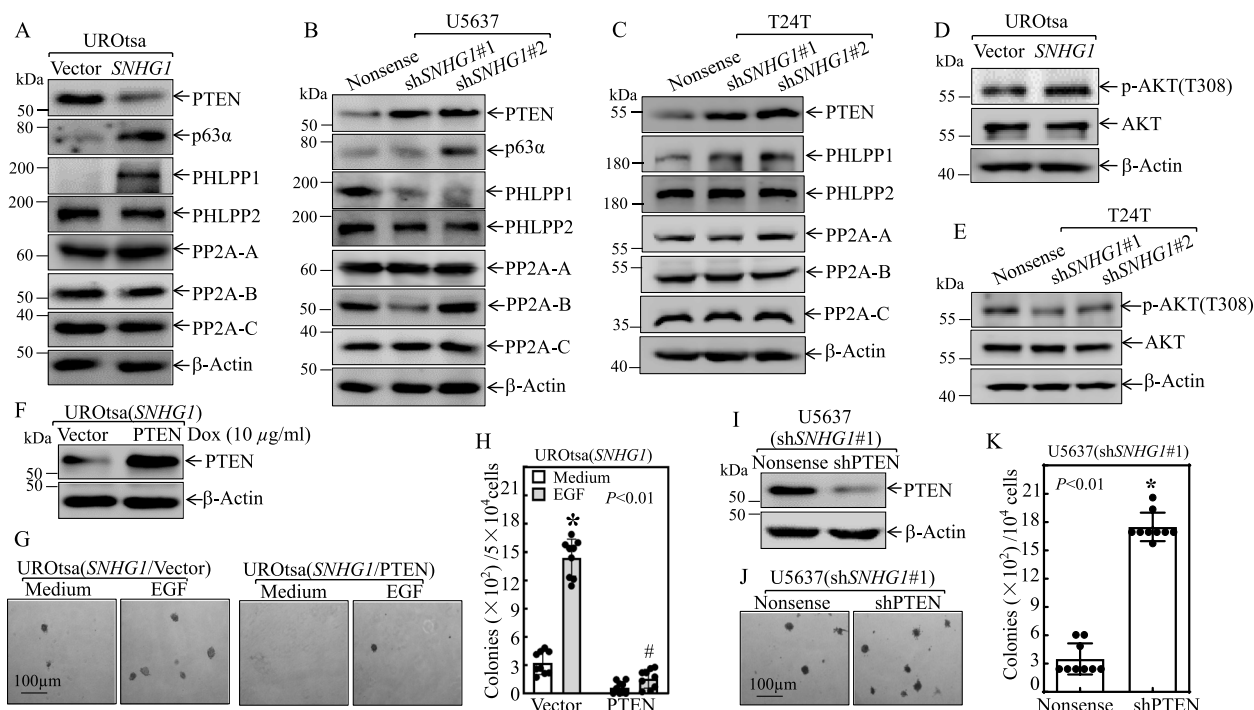 A
UROtsa
Vector SNHG1
kDa
50
PTEN
80
p63α
200
PHLPP1
200
PHLPP2
60
PP2A-A
50
PP2A-B
40
PP2A-C
50
β-Actin
B
U5637
Nonsense
shSNHG1#1
shSNHG1#2
kDa
50
PTEN
80
p63α
200
PHLPP1
200
PHLPP2
60
PP2A-A
50
PP2A-B
40
PP2A-C
50
β-Actin
C
T24T
Nonsense
shSNHG1#1
shSNHG1#2
kDa
55
PTEN
180
PHLPP1
180
PHLPP2
55
PP2A-A
55
PP2A-B
35
PP2A-C
40
β-Actin
D
UROtsa
Vector SNHG1
kDa
55
p-AKT(T308)
55
AKT
40
β-Actin
E
T24T
Nonsense
shSNHG1#1
shSNHG1#2
kDa
55
p-AKT(T308)
55
AKT
40
β-Actin
F
UROtsa(SNHG1)
kDa
Vector PTEN Dox (10 µg/ml)
50
PTEN
50
β-Actin
G
UROtsa(SNHG1/Vector)
Medium EGF
UROtsa(SNHG1/PTEN)
Medium EGF
100µm
H
UROtsa(SNHG1)
Medium
EGF
P<0.01
Colonies (×10²) /5×10⁴ cells
21
18
15
12
9
6
3
0
*
#
Vector PTEN
I
U5637
(shSNHG1#1)
kDa
Nonsense shPTEN
50
PTEN
50
β-Actin
J
U5637(shSNHG1#1)
Nonsense shPTEN
100µm
K
U5637(shSNHG1#1)
P<0.01
*
Colonies (×10²) /10⁴ cells
21
18
15
12
9
6
3
0
Nonsense shPTEN